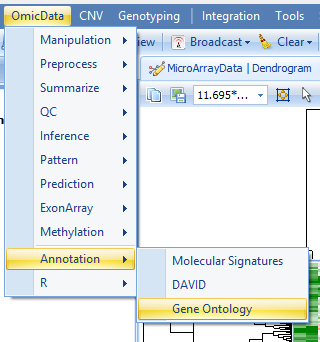 OmicData CNV Genotyping Integration Tools
Manipulation
Preprocess
Summarize
QC
Inference
Pattern
Prediction
ExonArray
Methylation
Annotation
R
Broadcast Clear
MicroArrayData | Dendrogram
11.695*...
Molecular Signatures
DAVID
Gene Ontology